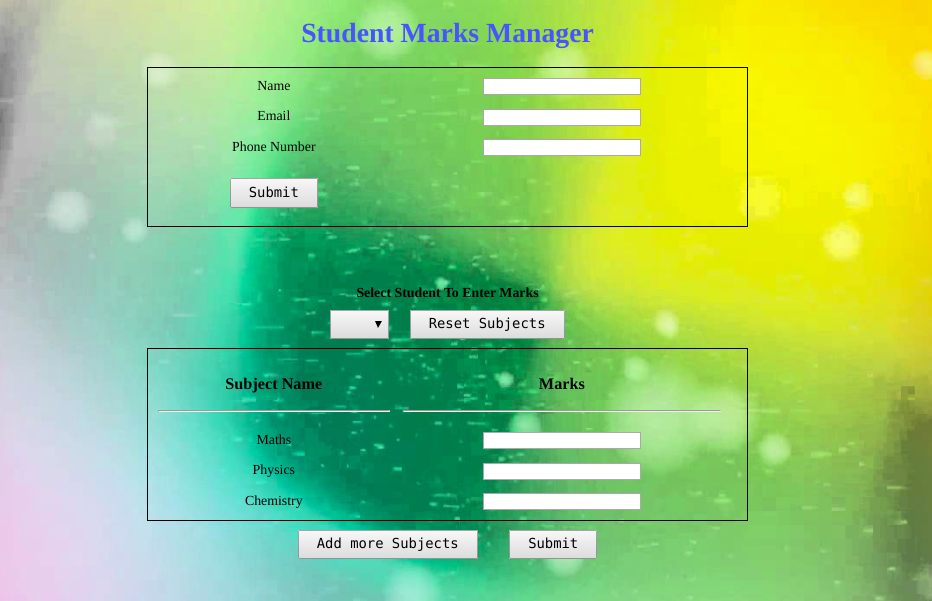 Student Marks Manager
Name
Email
Phone Number
Submit
Select Student To Enter Marks
Reset Subjects
Subject Name Marks
Maths
Physics
Chemistry
Add more Subjects Submit